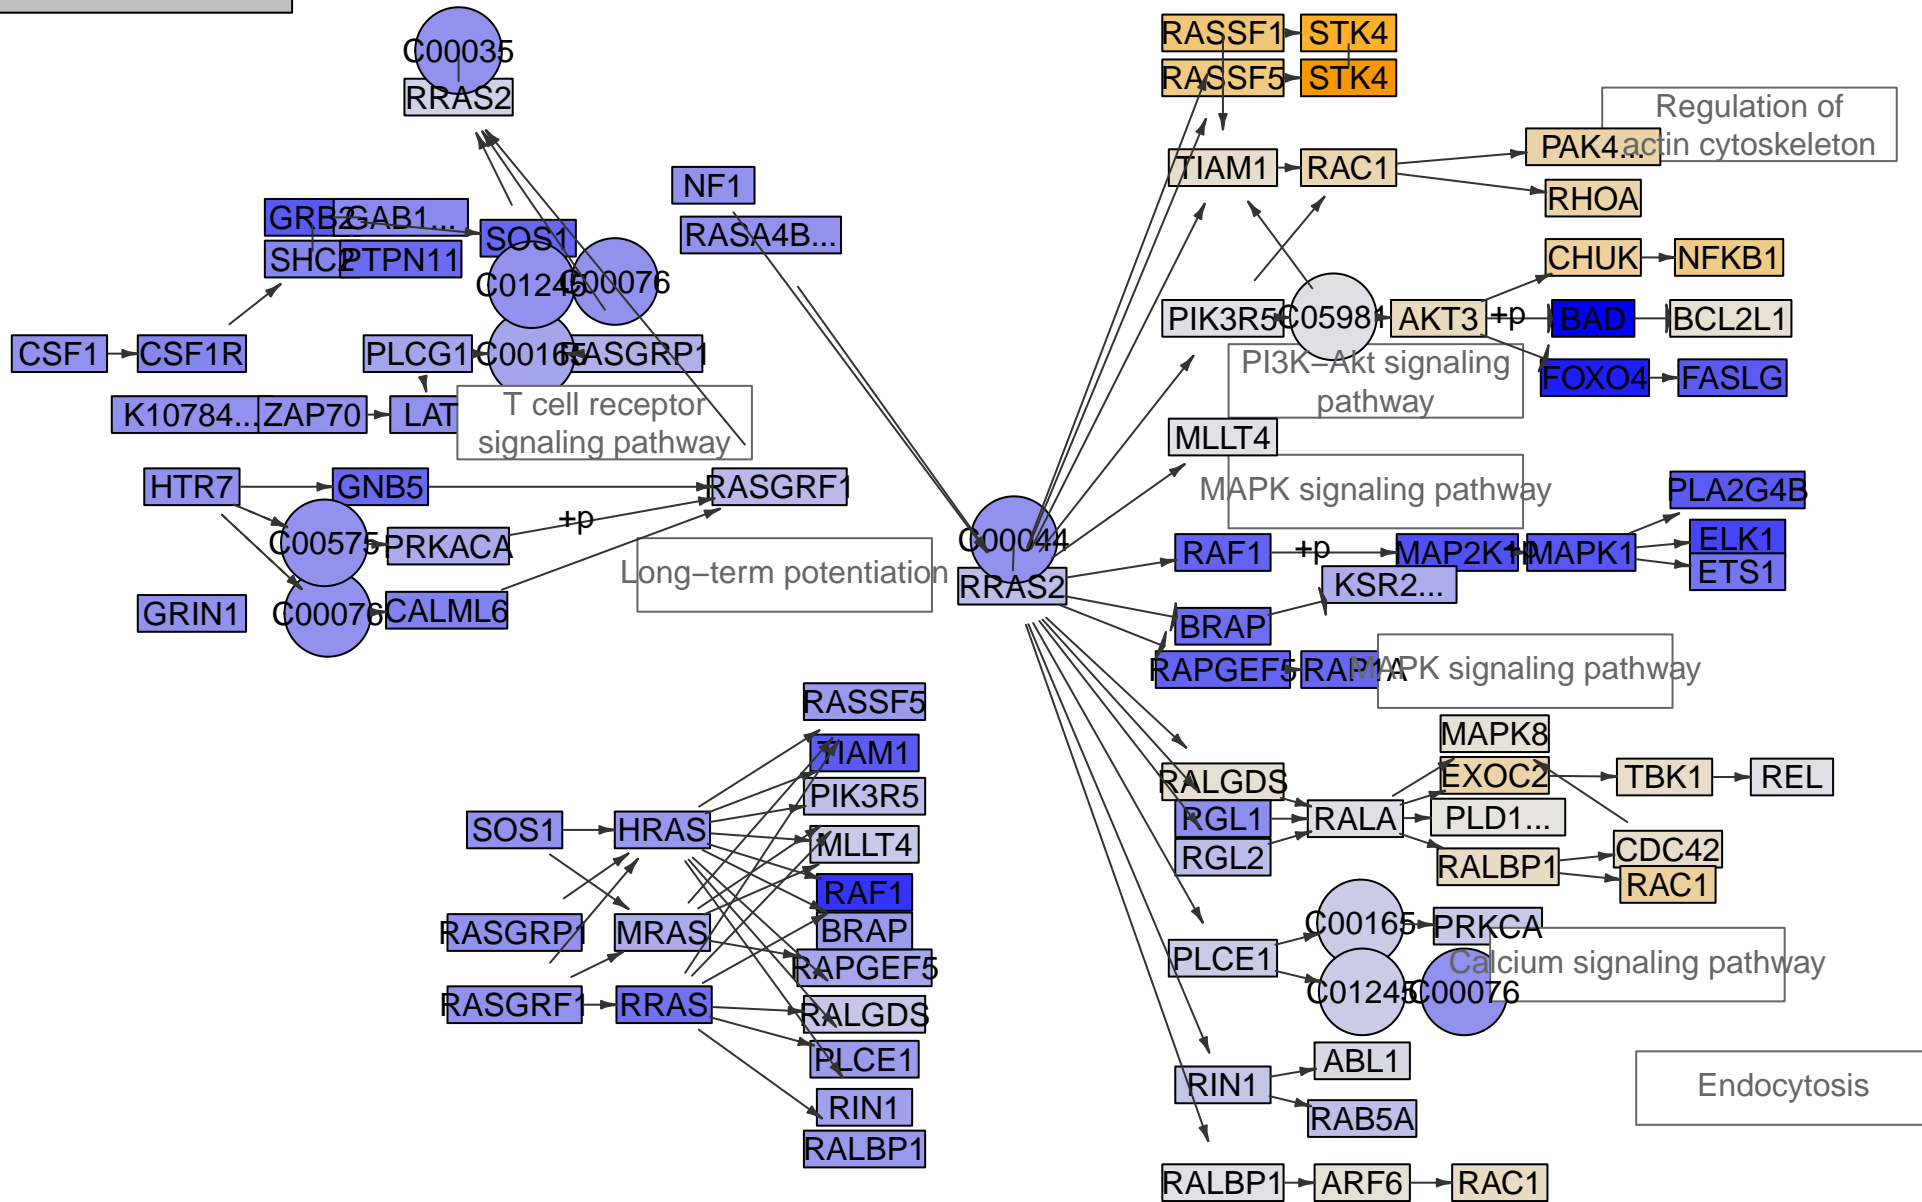 C00035
RRAS2
NF1
RASA4B...
GRB2
GAB1...
SHC2
PTPN11
SOS1
C01245
C00076
CSF1
CSF1R
PLCG1
C00165
RASGRP1
K10784...
ZAP70
LAT
T cell receptor
signaling pathway
HTR7
GNB5
RASGRF1
C00575
PRKACA
+p
GRIN1
C00076
CALML6
Long−term potentiation
C00044
RRAS2
RASSF5
TIAM1
PIK3R5
MLLT4
RAF1
BRAP
RAPGEF5
RALGDS
PLCE1
RIN1
RALBP1
SOS1
HRAS
RASGRP1
MRAS
RASGRF1
RRAS
RASSF1
STK4
RASSF5
STK4
Regulation of
actin cytoskeleton
TIAM1
RAC1
PAK4...
RHOA
CHUK
NFKB1
PIK3R5
C05981
AKT3
+p
BAD
BCL2L1
PI3K−Akt signaling
pathway
FOXO4
FASLG
MLLT4
MAPK signaling pathway
PLA2G4B
RAF1
+p
MAP2K1
+p
MAPK1
ELK1
ETS1
KSR2...
BRAP
RAPGEF5
RAP1A
MAPK signaling pathway
MAPK8
RALGDS
EXOC2
TBK1
REL
RGL1
RALA
PLD1...
RGL2
RALBP1
CDC42
RAC1
C00165
PRKCA
PLCE1
Calcium signaling pathway
C01245
C00076
ABL1
RIN1
RAB5A
Endocytosis
RALBP1
ARF6
RAC1